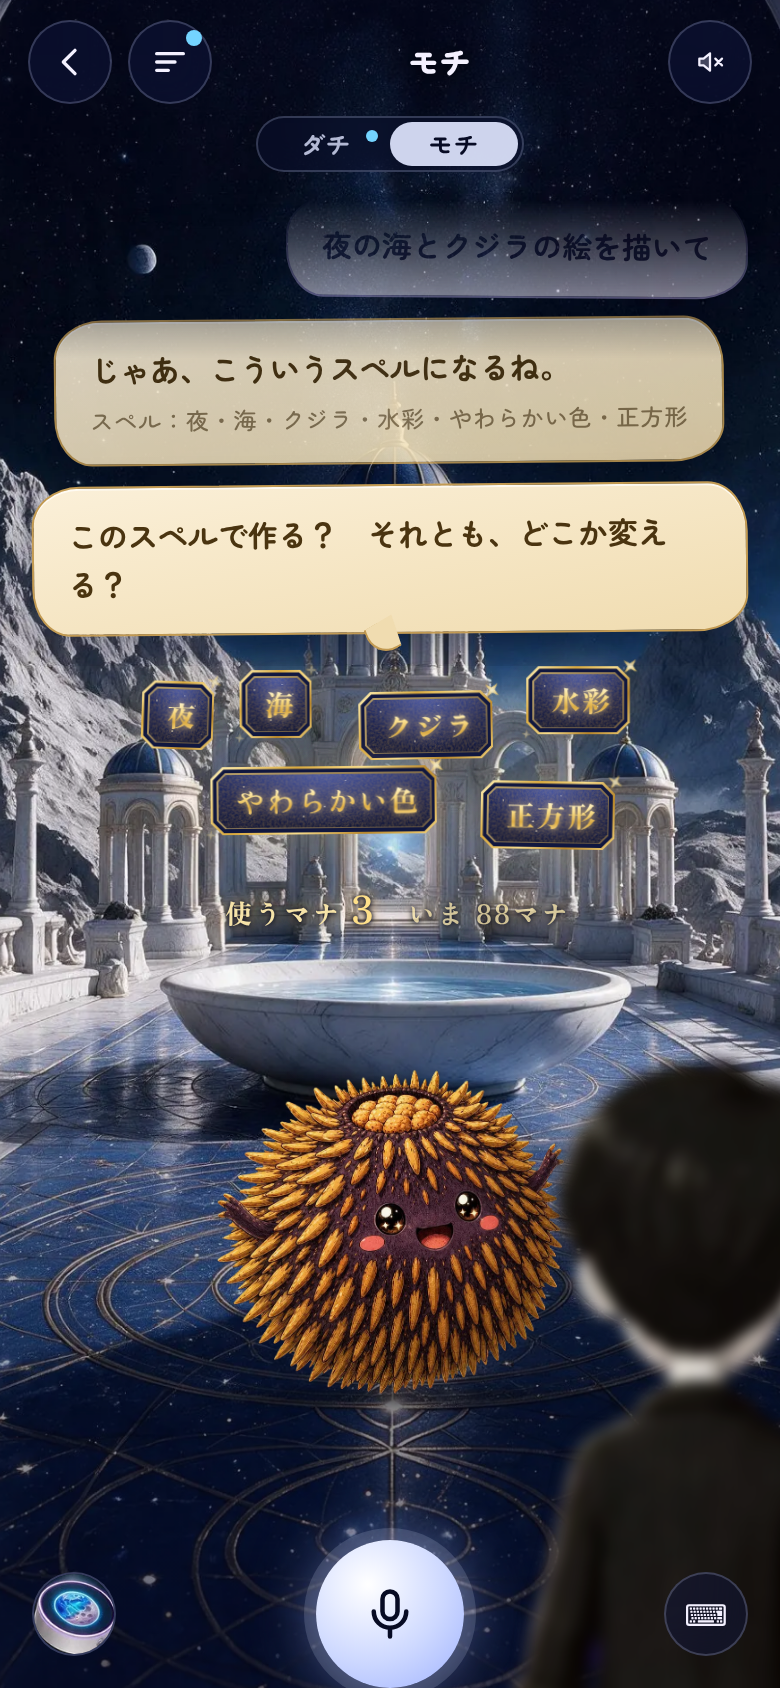 モチ
ダチ
モチ
夜の海とクジラの絵を描いて
じゃあ、こういうスペルになるね。
スペル：夜・海・クジラ・水彩・やわらかい色・正方形
このスペルで作る？　それとも、どこか変え
る？
夜
海
クジラ
水彩
やわらかい色
正方形
使うマナ 3　いま 88マナ